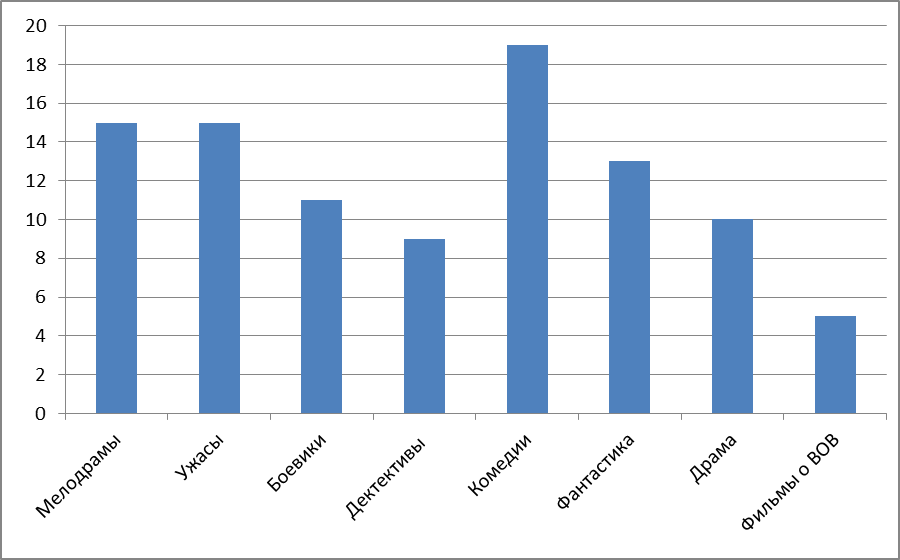 20
18
16
14
12
10
8
6
4
2
0
Мелодрамы
Ужасы
Боевики
Дектективы
Комедии
Фантастика
Драма
Фильмы о ВОВ